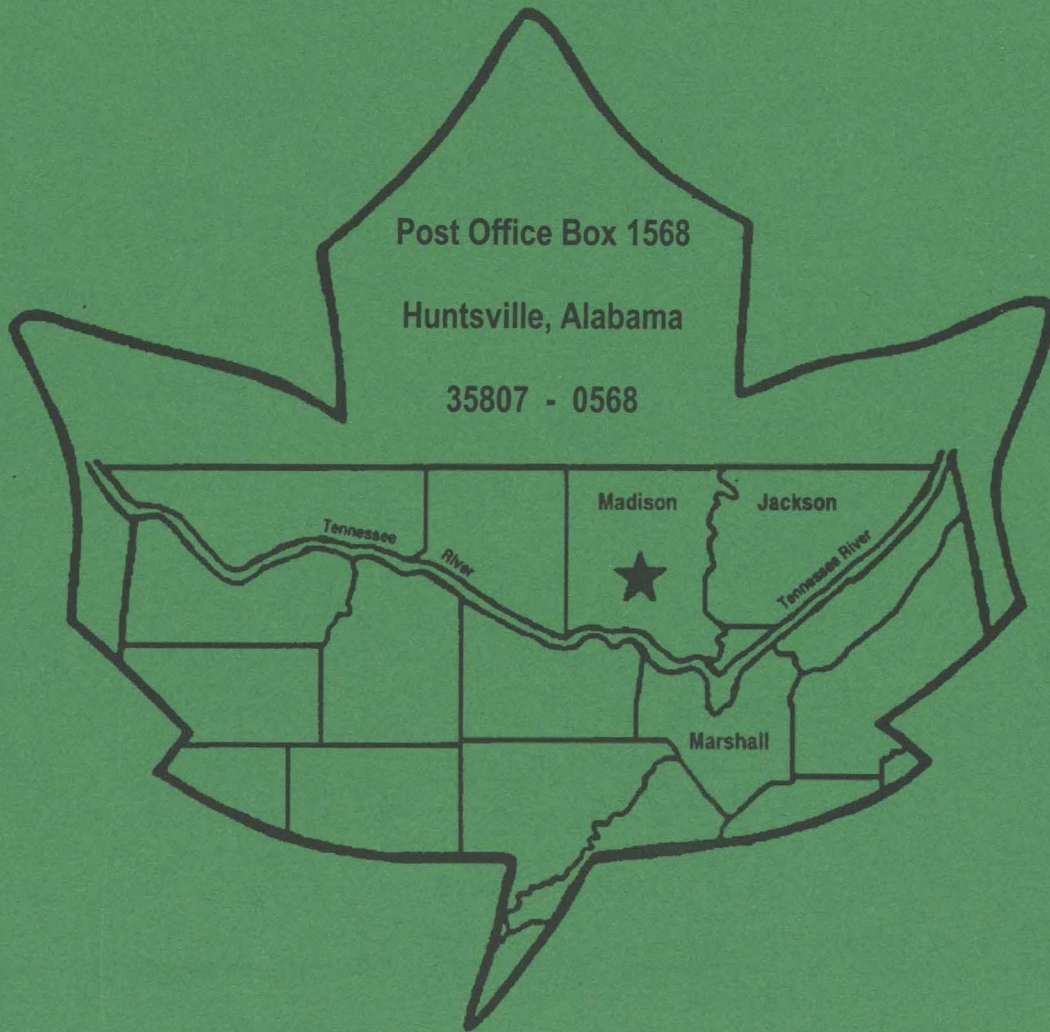 Post Office Box 1568
Huntsville, Alabama
35807 - 0568
Madison
Jackson
Tennessee
River
Tennessee River
Marshall